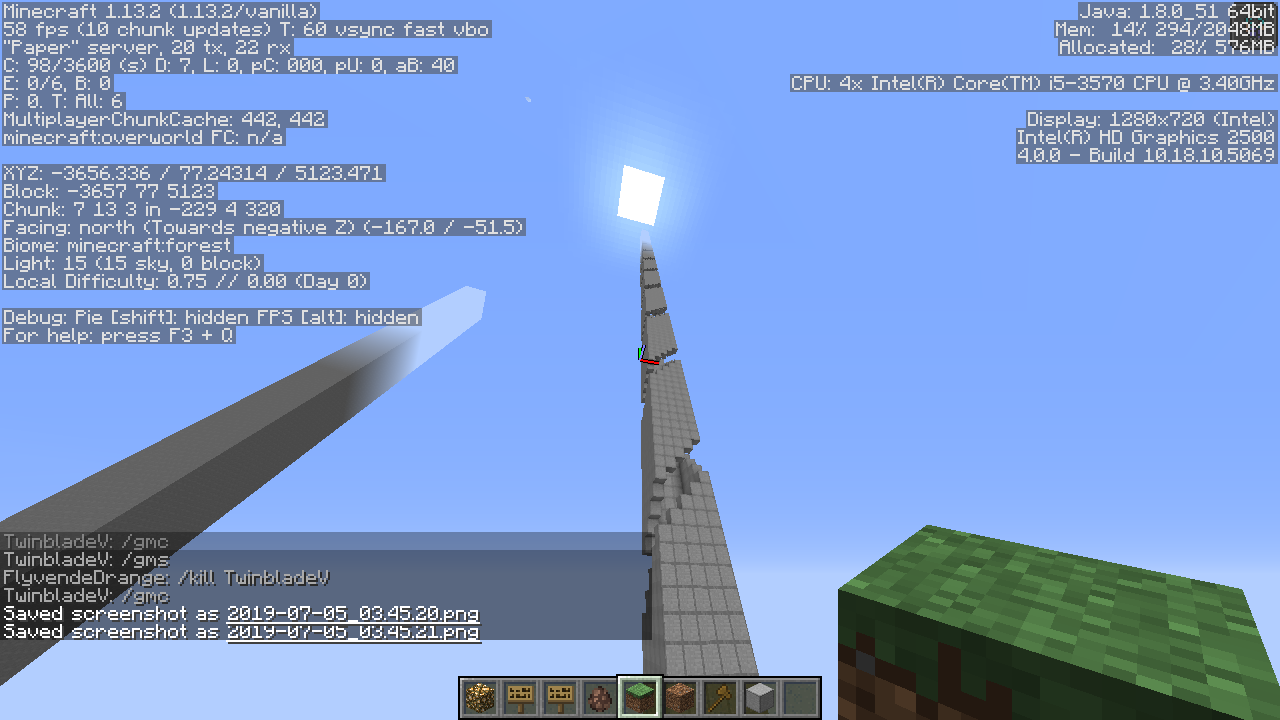 Minecraft 1.13.2 (1.13.2/vanilla)
58 fps (10 chunk updates) T: 60 vsync fast vbo
"Paper" server, 20 tx, 22 rx
C: 98/3600 (s) D: 7, L: 0, pC: 000, pU: 0, aB: 40
E: 0/6, B: 0
P: 0. T: All: 6
MultiplayerChunkCache: 442, 442
minecraft:overworld FC: n/a
XYZ: -3656.336 / 77.24314 / 5123.471
Block: -3657 77 5123
Chunk: 7 13 3 in -229 4 320
Facing: north (Towards negative Z) (-167.0 / -51.5)
Biome: minecraft:forest
Light: 15 (15 sky, 0 block)
Local Difficulty: 0.75 // 0.00 (Day 0)
Debug: Pie [shift]: hidden FPS [alt]: hidden
For help: press F3 + Q
Java: 1.8.0_51 64bit
Mem: 14% 294/2048MB
Allocated: 28% 576MB
CPU: 4x Intel(R) Core(TM) i5-3570 CPU @ 3.40GHz
Display: 1280x720 (Intel)
Intel(R) HD Graphics 2500
4.0.0 - Build 10.18.10.5069
TwinbladeV: /gmc
TwinbladeV: /gms
FlyvendeDrange: /kill TwinbladeV
TwinbladeV: /gmc
Saved screenshot as 2019-07-05_03.45.20.png
Saved screenshot as 2019-07-05_03.45.21.png